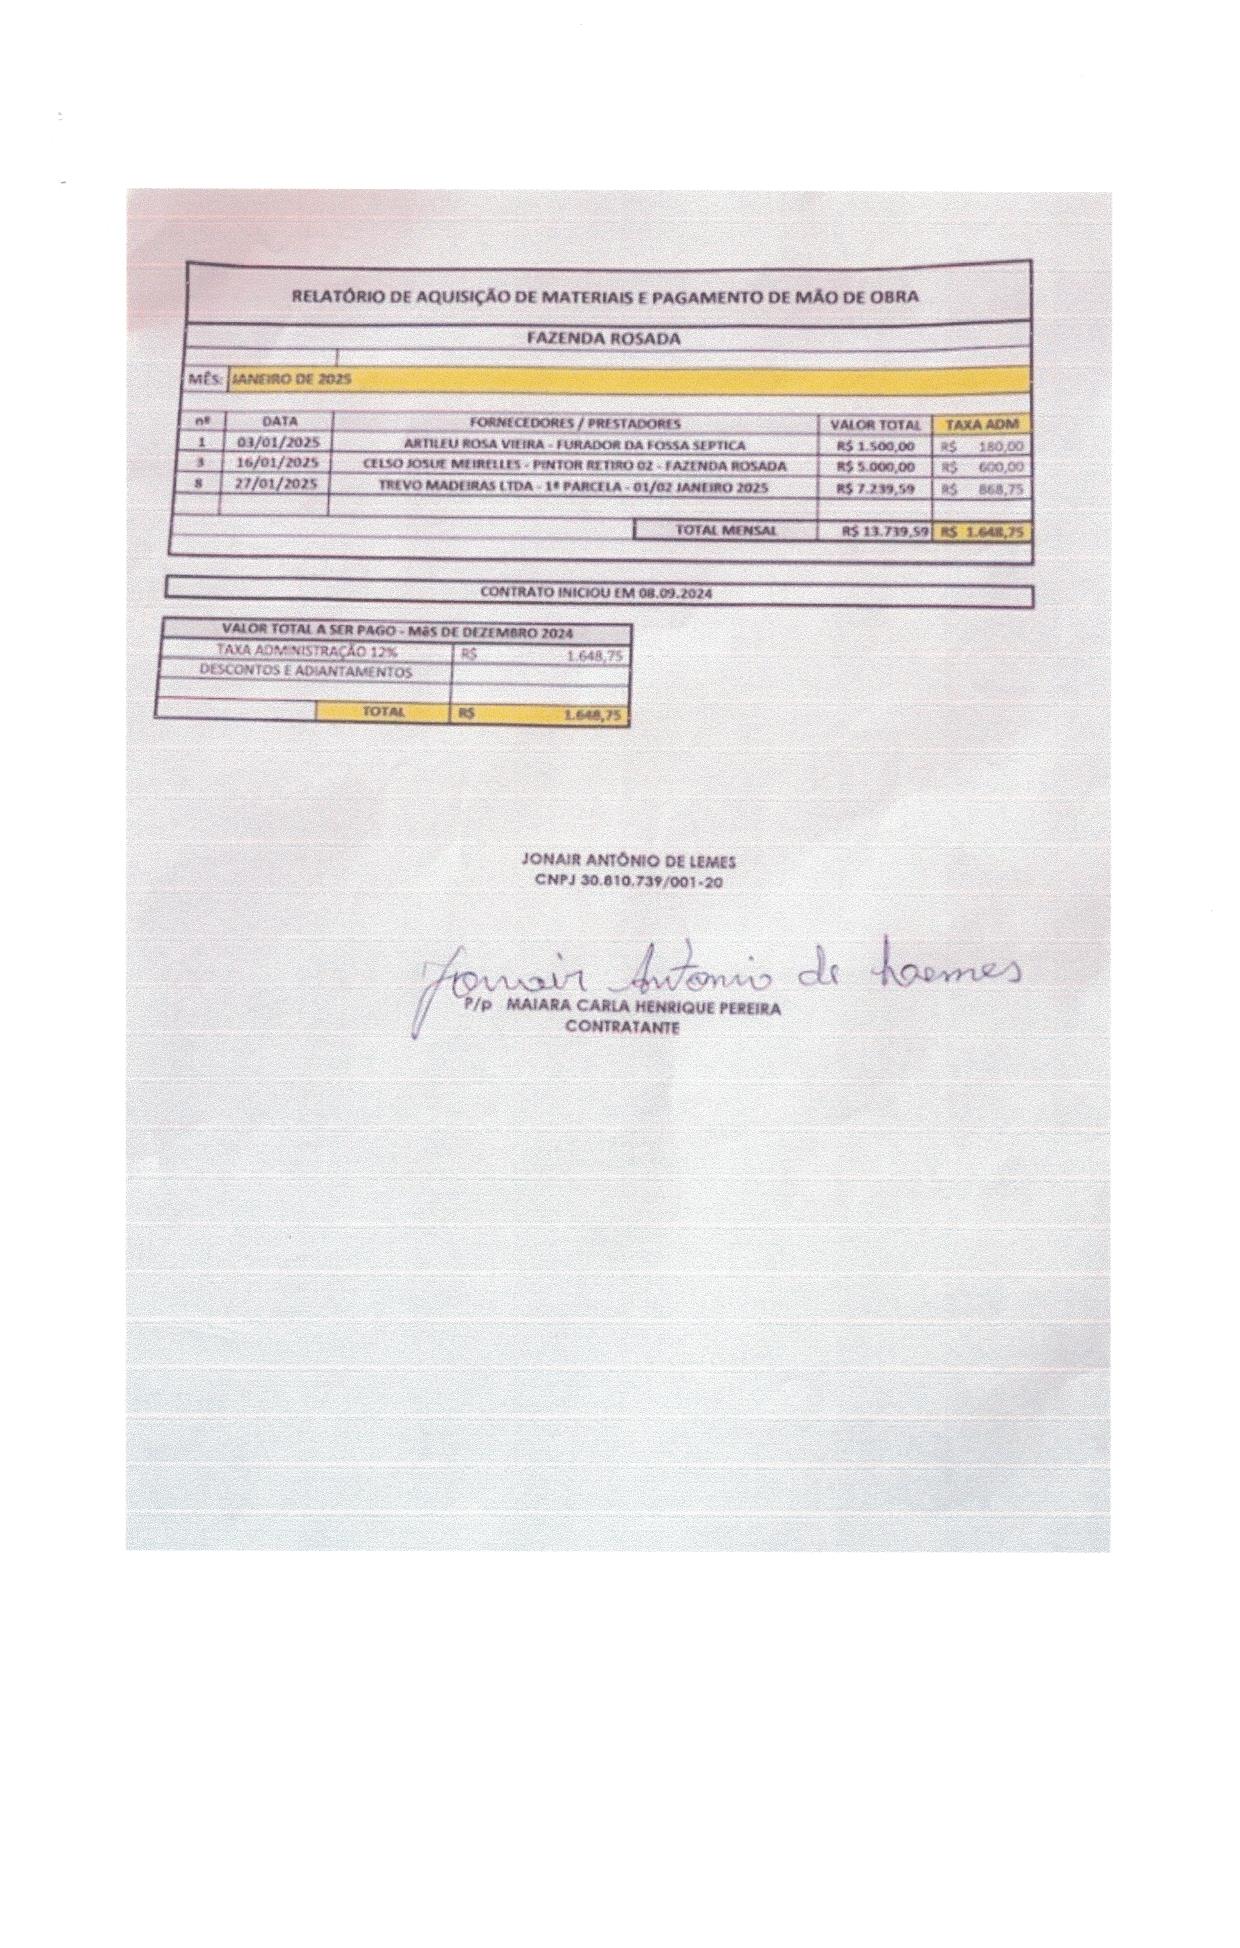 RELATÓRIO DE AQUISIÇÃO DE MATERIAIS E PAGAMENTO DE MÃO DE OBRA
FAZENDA ROSADA
MÊS: JANEIRO DE 2025
nº DATA FORNECEDORES / PRESTADORES VALOR TOTAL TAXA ADM
1 03/01/2025 ARTILEU ROSA VIEIRA - FURADOR DA FOSSA SEPTICA R$ 1.500,00 R$ 180,00
3 16/01/2025 CELSO JOSUE MEIRELLES - PINTOR RETIRO 02 - FAZENDA ROSADA R$ 5.000,00 R$ 600,00
8 27/01/2025 TREVO MADEIRAS LTDA - 1ª PARCELA - 01/02 JANEIRO 2025 R$ 7.239,59 R$ 868,75
TOTAL MENSAL R$ 13.739,59 R$ 1.648,75
CONTRATO INICIOU EM 08.09.2024
VALOR TOTAL A SER PAGO - MêS DE DEZEMBRO 2024
TAXA ADMINISTRAÇÃO 12% R$ 1.648,75
DESCONTOS E ADIANTAMENTOS
TOTAL R$ 1.648,75
JONAIR ANTÔNIO DE LEMES
CNPJ 30.810.739/001-20
Jonair Antonio de Laemes
P/p MAIARA CARLA HENRIQUE PEREIRA
CONTRATANTE